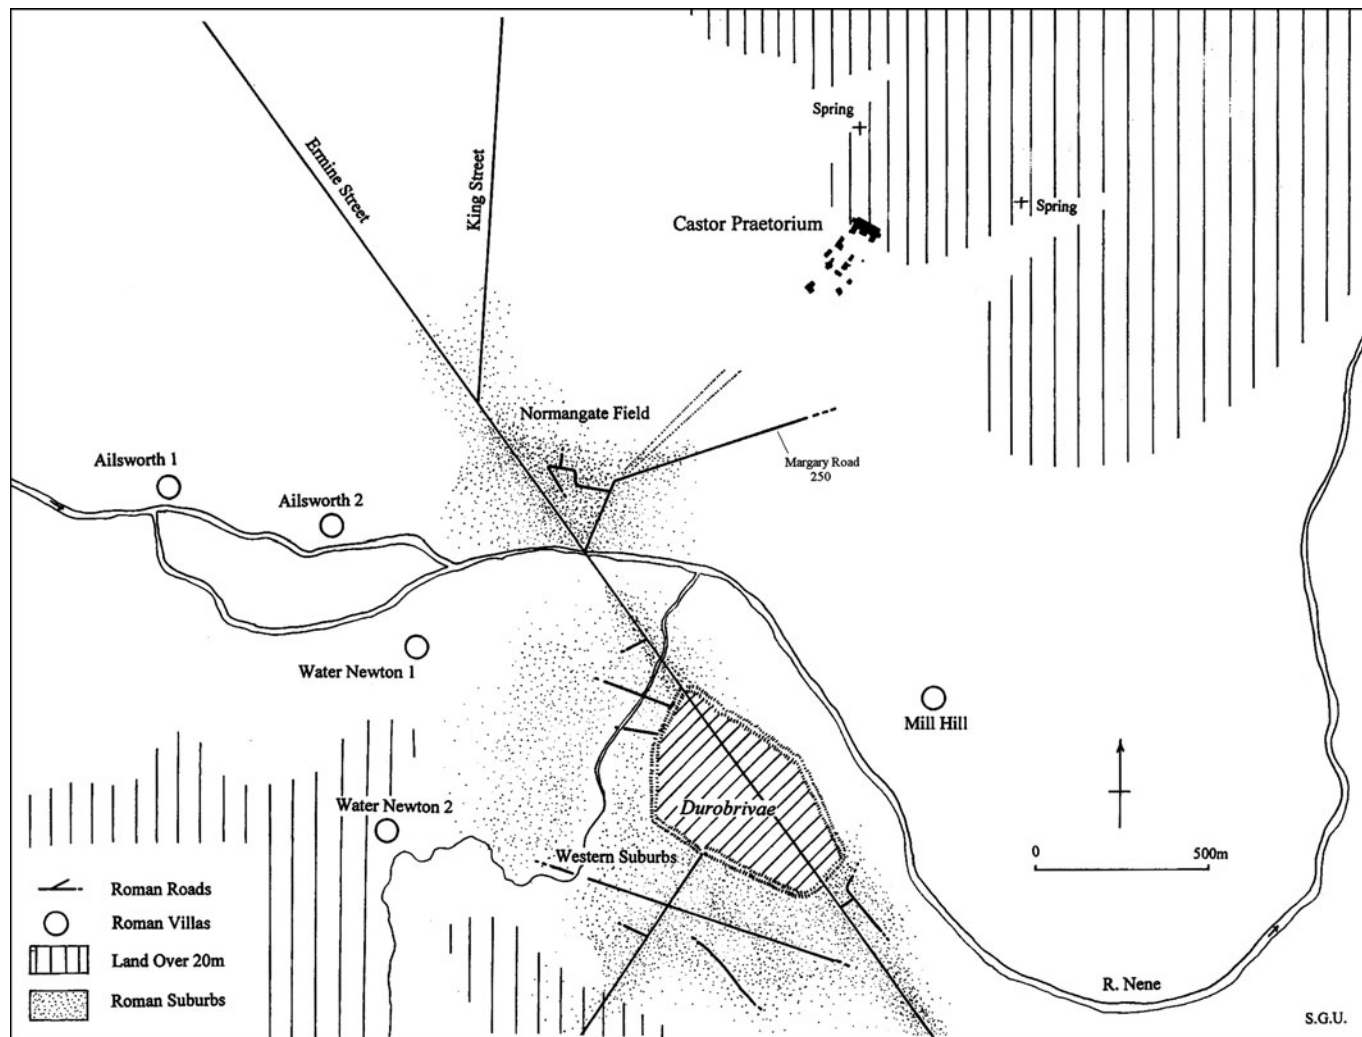 Ermine Street
King Street
Spring
Spring
Castor Praetorium
Normangate Field
Margary Road
250
Ailsworth 1
Ailsworth 2
Water Newton 1
Mill Hill
Water Newton 2
Durobrivae
Western Suburbs
0
500m
Roman Roads
Roman Villas
Land Over 20m
Roman Suburbs
R. Nene
S.G.U.